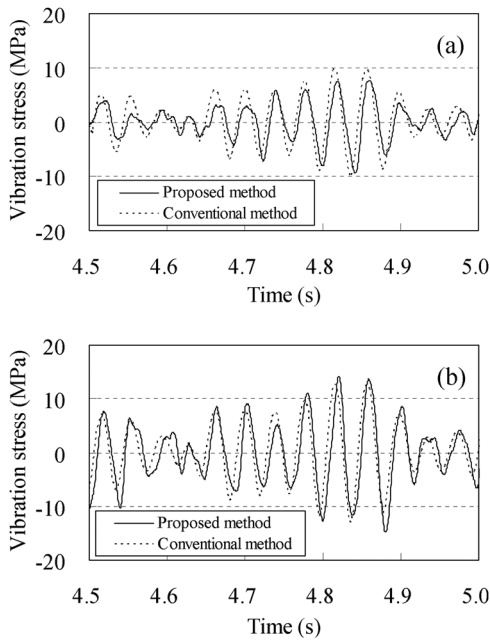 (a)
Vibration stress (MPa)
20
10
0
-10
-20
Proposed method
Conventional method
4.5 4.6 4.7 4.8 4.9 5.0
Time (s)
(b)
Vibration stress (MPa)
20
10
0
-10
-20
Proposed method
Conventional method
4.5 4.6 4.7 4.8 4.9 5.0
Time (s)